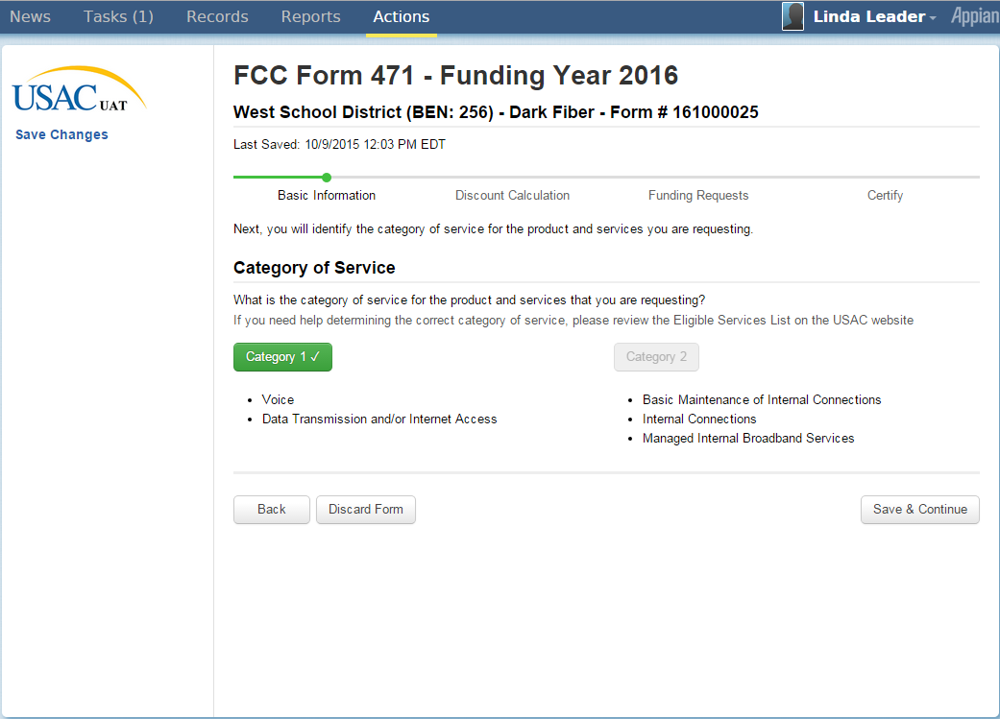 News Tasks (1) Records Reports Actions Linda Leader Appian
USAC UAT
Save Changes
FCC Form 471 - Funding Year 2016
West School District (BEN: 256) - Dark Fiber - Form # 161000025
Last Saved: 10/9/2015 12:03 PM EDT
Basic Information Discount Calculation Funding Requests Certify
Next, you will identify the category of service for the product and services you are requesting.
Category of Service
What is the category of service for the product and services that you are requesting?
If you need help determining the correct category of service, please review the Eligible Services List on the USAC website
Category 1 ✓ Category 2
• Voice
• Data Transmission and/or Internet Access
• Basic Maintenance of Internal Connections
• Internal Connections
• Managed Internal Broadband Services
Back Discard Form Save & Continue